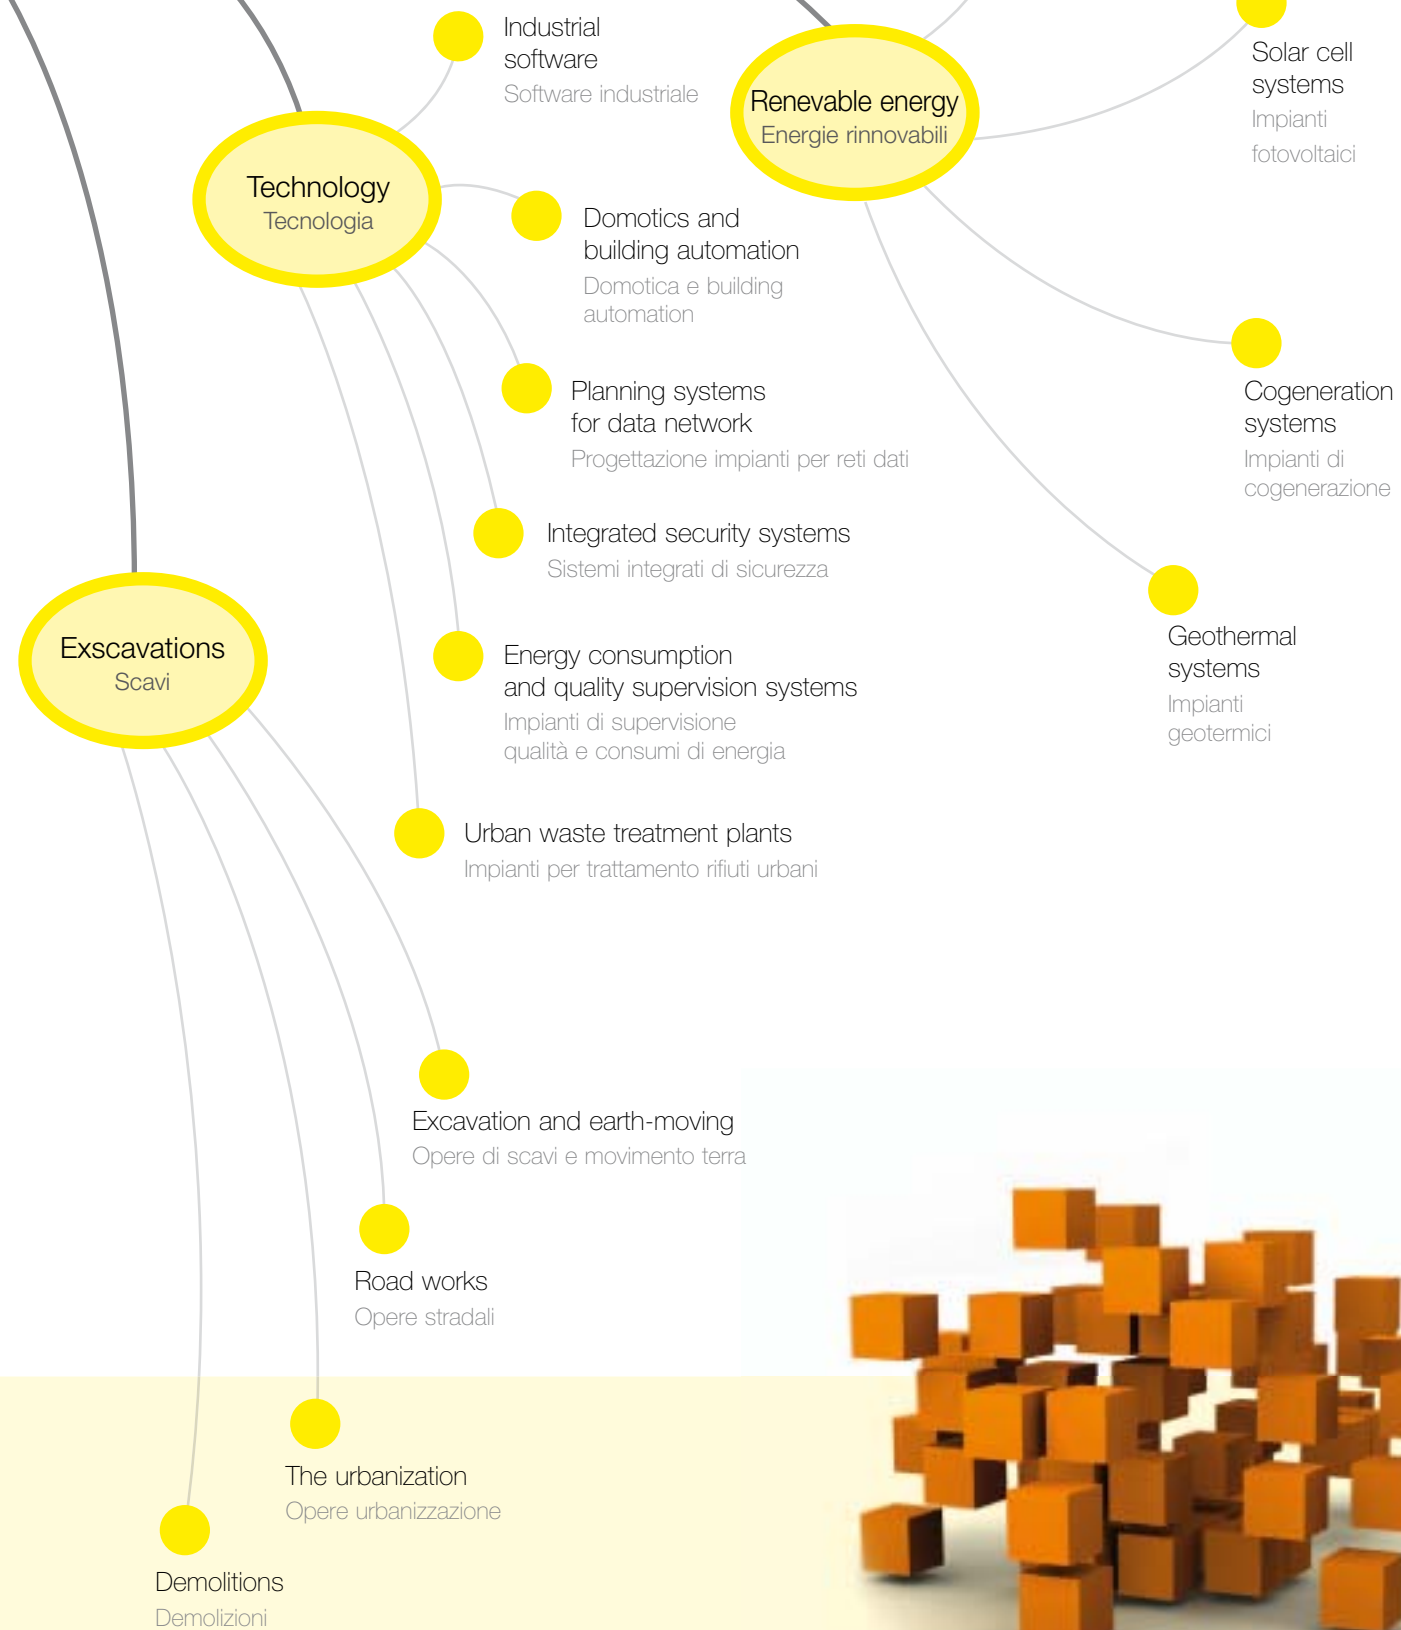 Industrial
software
Software industriale
Technology
Tecnologia
Domotics and
building automation
Domotica e building
automation
Planning systems
for data network
Progettazione impianti per reti dati
Integrated security systems
Sistemi integrati di sicurezza
Energy consumption
and quality supervision systems
Impianti di supervisione
qualità e consumi di energia
Urban waste treatment plants
Impianti per trattamento rifiuti urbani
Renevable energy
Energie rinnovabili
Solar cell
systems
Impianti
fotovoltaici
Cogeneration
systems
Impianti di
cogenerazione
Geothermal
systems
Impianti
geotermici
Exscavations
Scavi
Excavation and earth-moving
Opere di scavi e movimento terra
Road works
Opere stradali
The urbanization
Opere urbanizzazione
Demolitions
Demolizioni